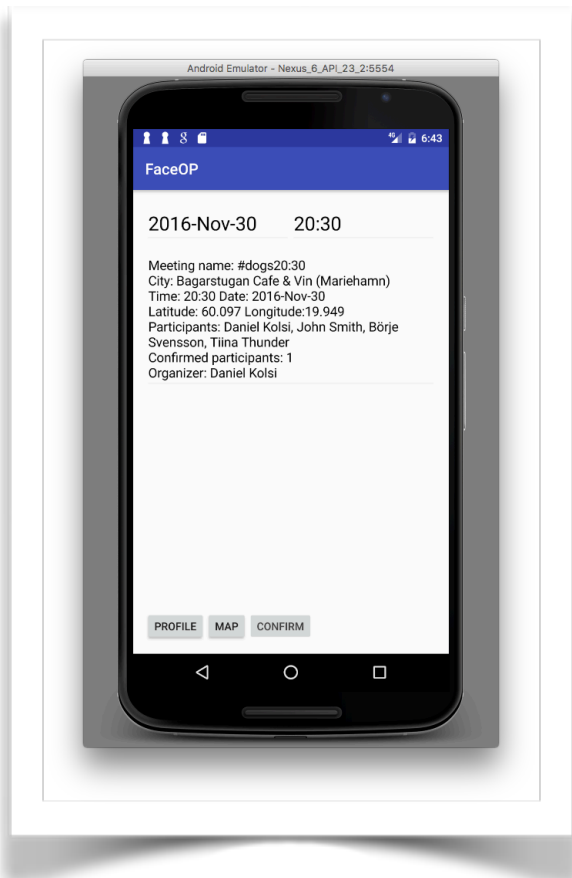 Android Emulator - Nexus_6_API_23_2:5554
4G 6:43
FaceOP
2016-Nov-30 20:30
Meeting name: #dogs20:30
City: Bagarstugan Cafe & Vin (Mariehamn)
Time: 20:30 Date: 2016-Nov-30
Latitude: 60.097 Longitude:19.949
Participants: Daniel Kolsi, John Smith, Börje
Svensson, Tiina Thunder
Confirmed participants: 1
Organizer: Daniel Kolsi
PROFILE MAP CONFIRM